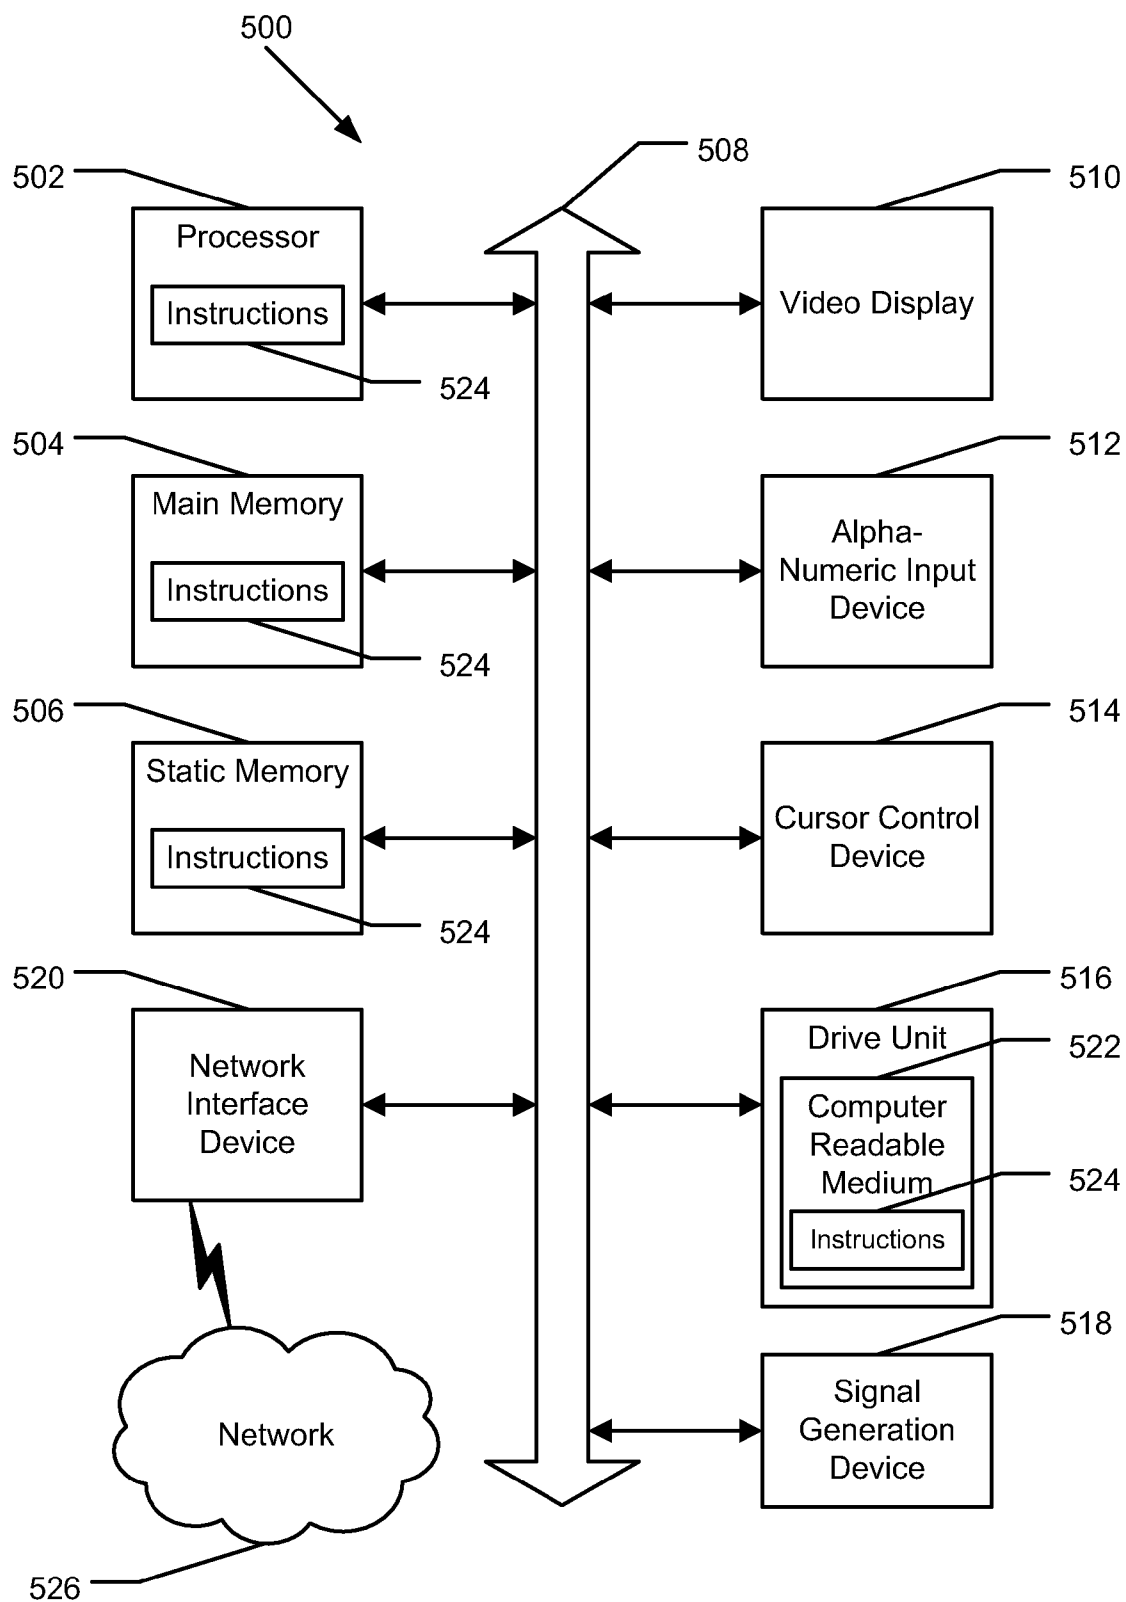 500
508
502
Processor
Instructions
524
510
Video Display
504
Main Memory
Instructions
524
512
Alpha-
Numeric Input
Device
506
Static Memory
Instructions
524
514
Cursor Control
Device
520
Network
Interface
Device
516
Drive Unit
522
Computer
Readable
Medium
524
Instructions
518
Signal
Generation
Device
Network
526